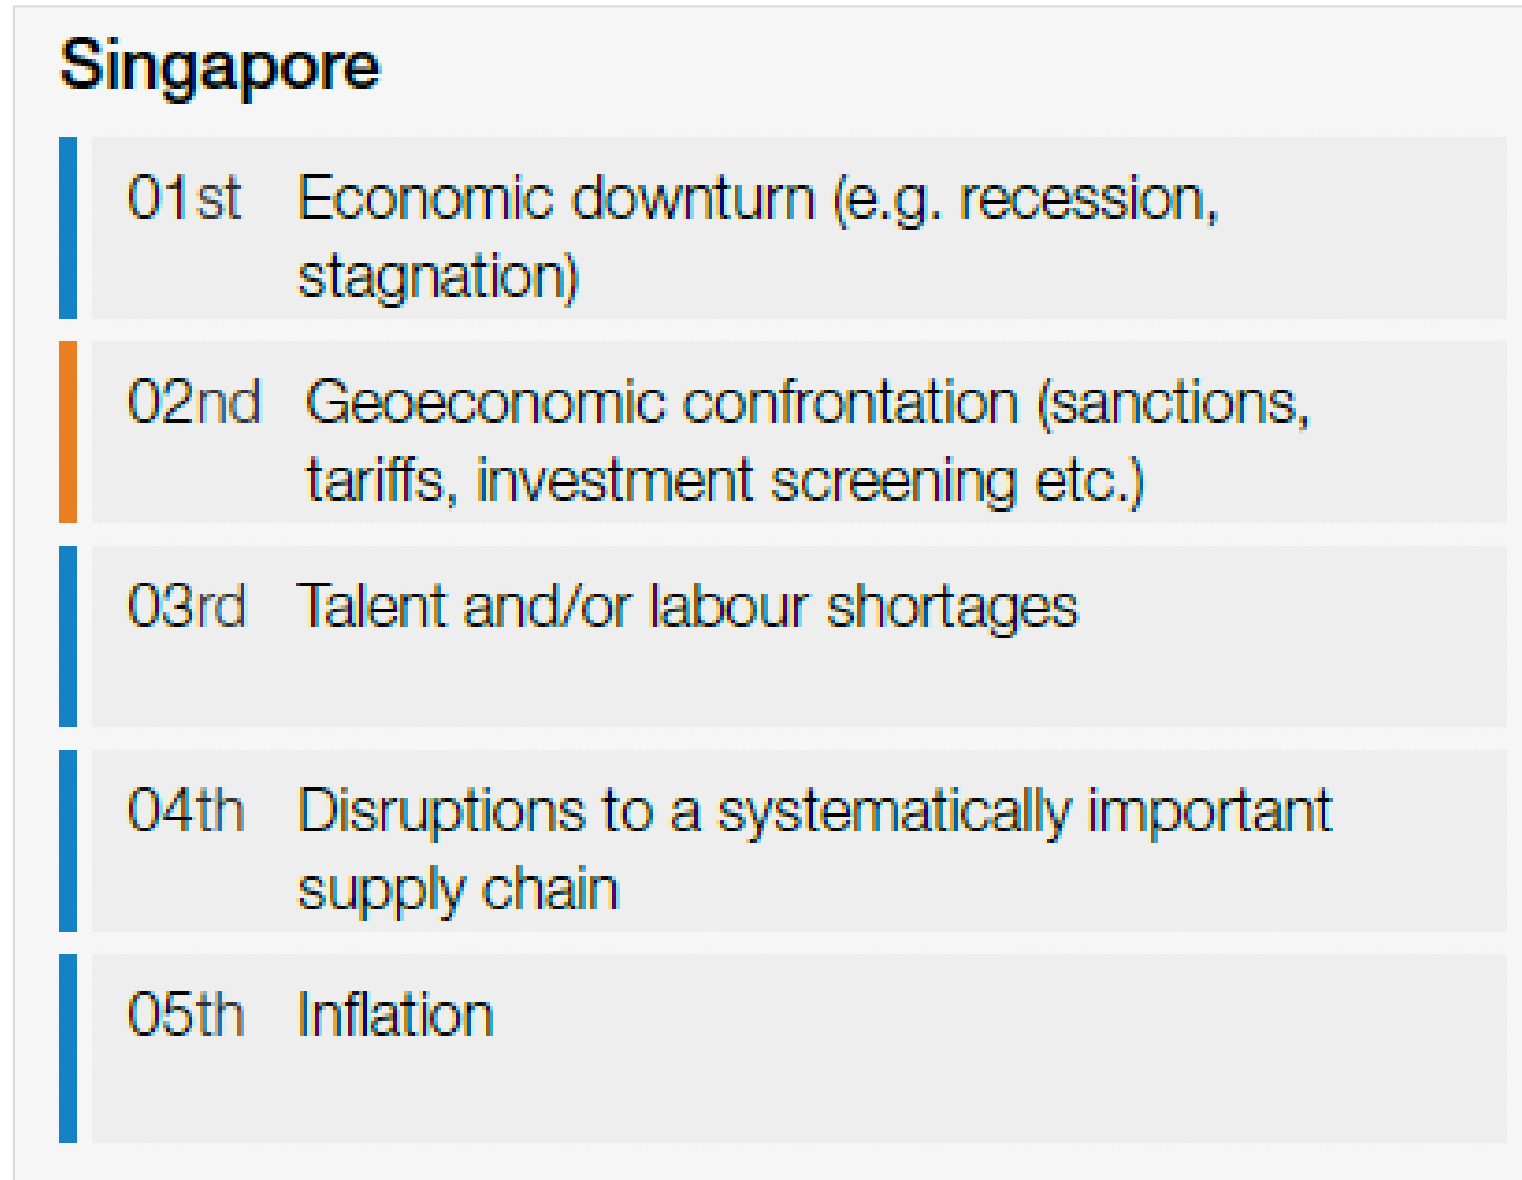 Singapore
01st Economic downturn (e.g. recession,
stagnation)
02nd Geoeconomic confrontation (sanctions,
tariffs, investment screening etc.)
03rd Talent and/or labour shortages
04th Disruptions to a systematically important
supply chain
05th Inflation